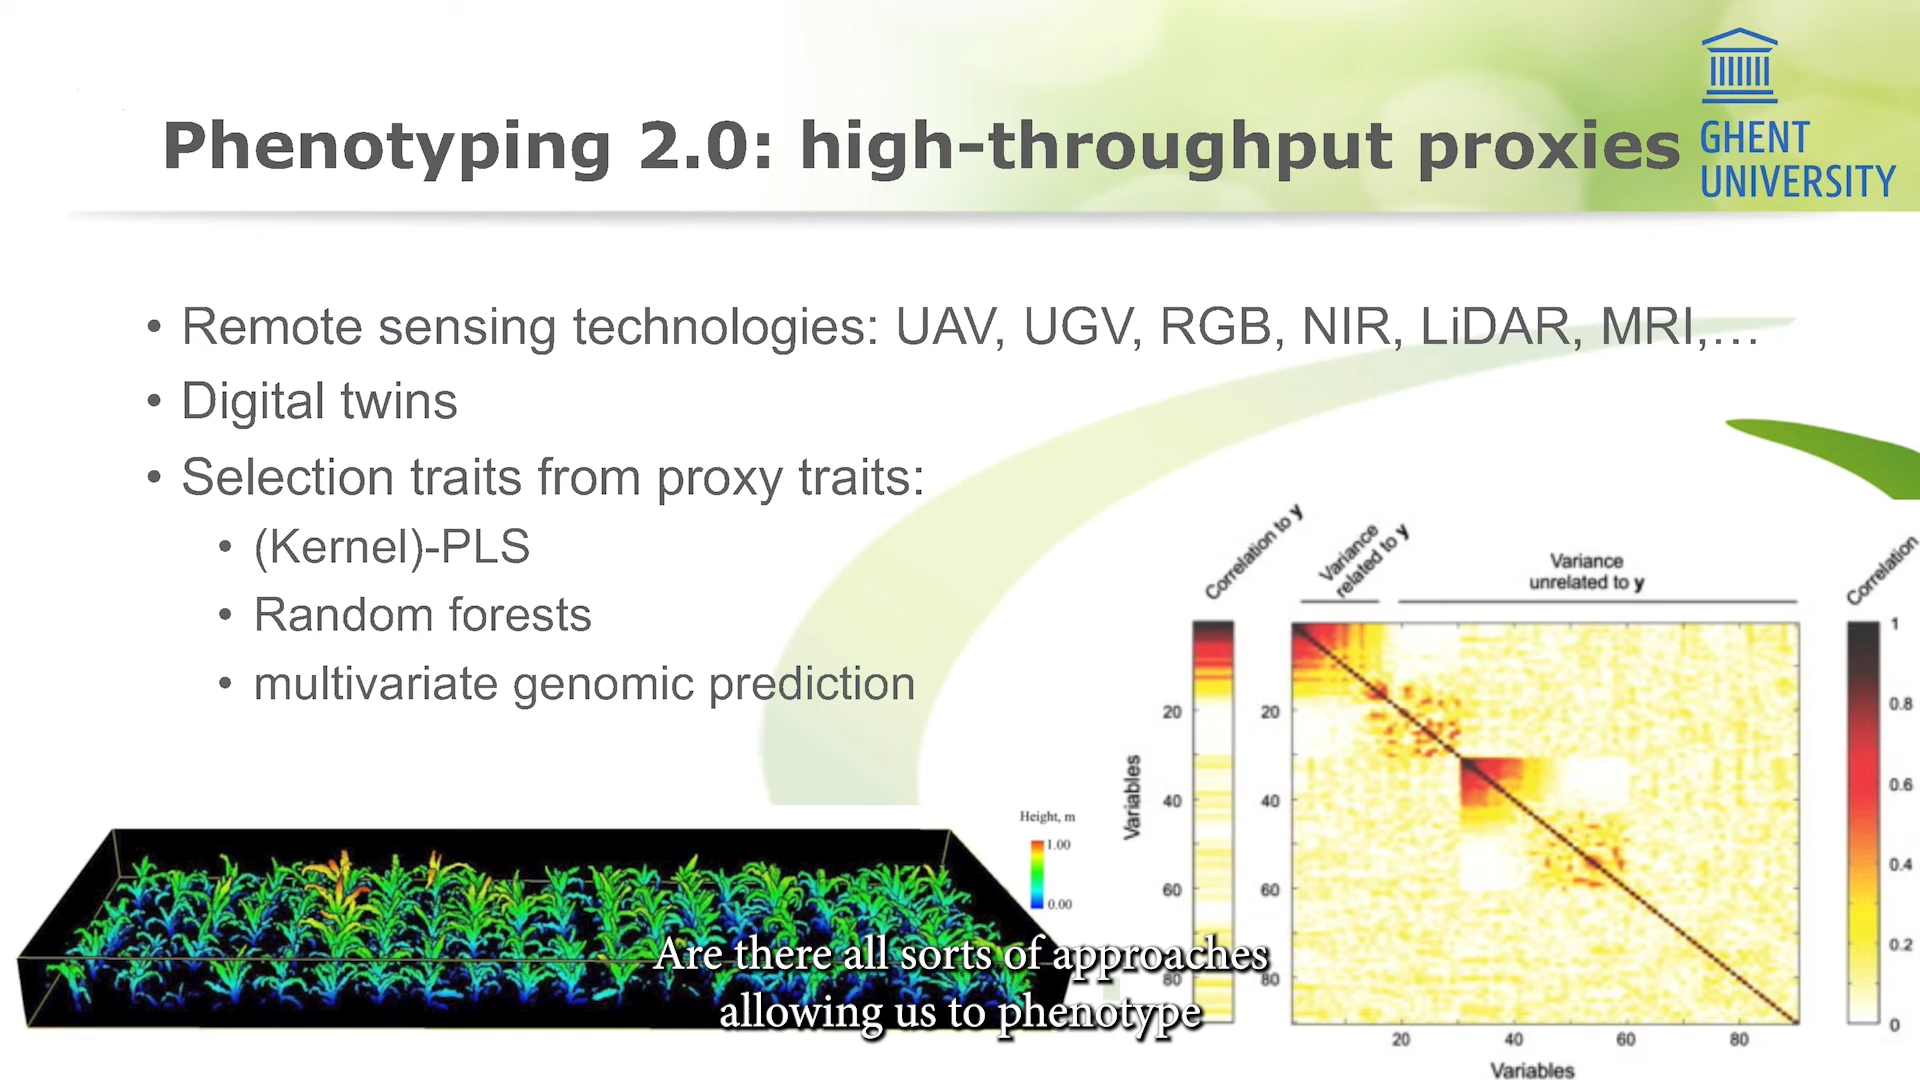 Phenotyping 2.0: high-throughput proxies
GHENT
UNIVERSITY
• Remote sensing technologies: UAV, UGV, RGB, NIR, LiDAR, MRI,…
• Digital twins
• Selection traits from proxy traits:
• (Kernel)-PLS
• Random forests
• multivariate genomic prediction
Correlation to y
Variance
related to y
Variance
unrelated to y
Correlation
Variables
20
40
60
80
20
40
60
80
20
40
60
80
Variables
1
0.8
0.6
0.4
0.2
0
Height, m
1.00
0.00
Are there all sorts of approaches
allowing us to phenotype